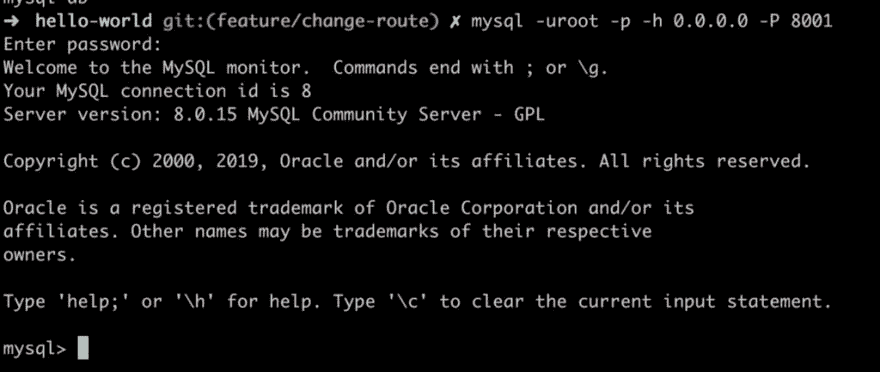 mysql-db
➜ hello-world git:(feature/change-route) ✗ mysql -uroot -p -h 0.0.0.0 -P 8001
Enter password:
Welcome to the MySQL monitor.  Commands end with ; or \g.
Your MySQL connection id is 8
Server version: 8.0.15 MySQL Community Server - GPL
Copyright (c) 2000, 2019, Oracle and/or its affiliates. All rights reserved.
Oracle is a registered trademark of Oracle Corporation and/or its
affiliates. Other names may be trademarks of their respective
owners.
Type 'help;' or '\h' for help. Type '\c' to clear the current input statement.
mysql>